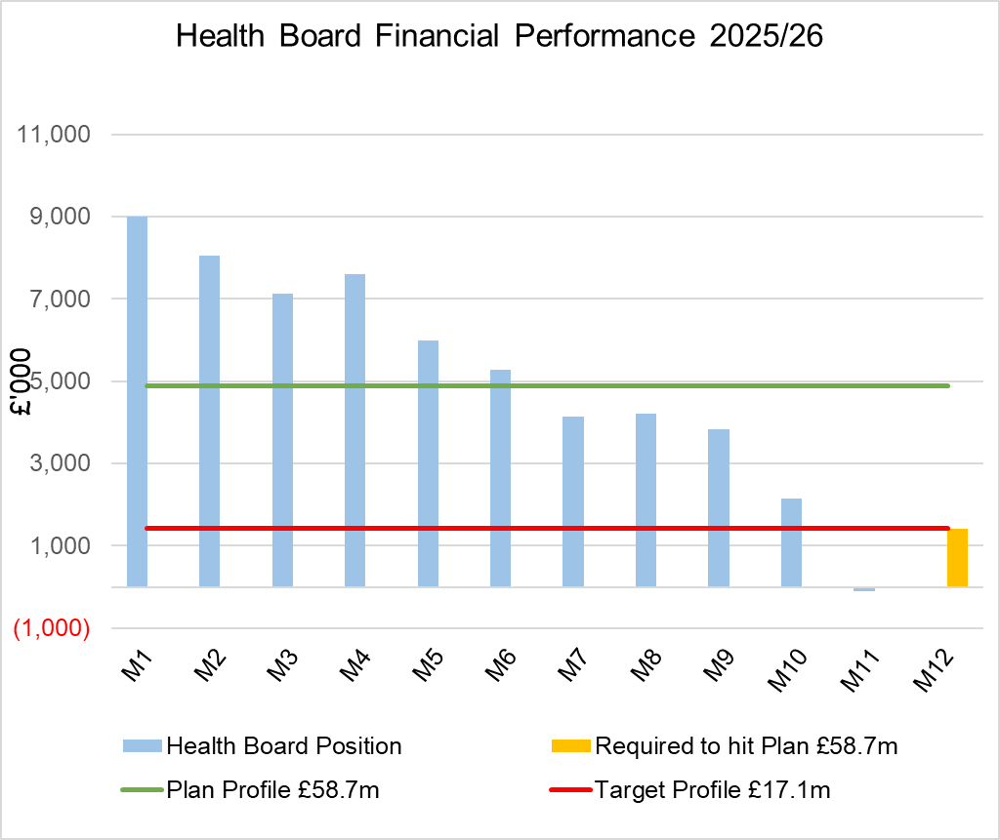 Health Board Financial Performance 2025/26
11,000
9,000
7,000
5,000
3,000
1,000
(1,000)
£'000
M1 M2 M3 M4 M5 M6 M7 M8 M9 M10 M11 M12
Health Board Position Required to hit Plan £58.7m
Plan Profile £58.7m Target Profile £17.1m